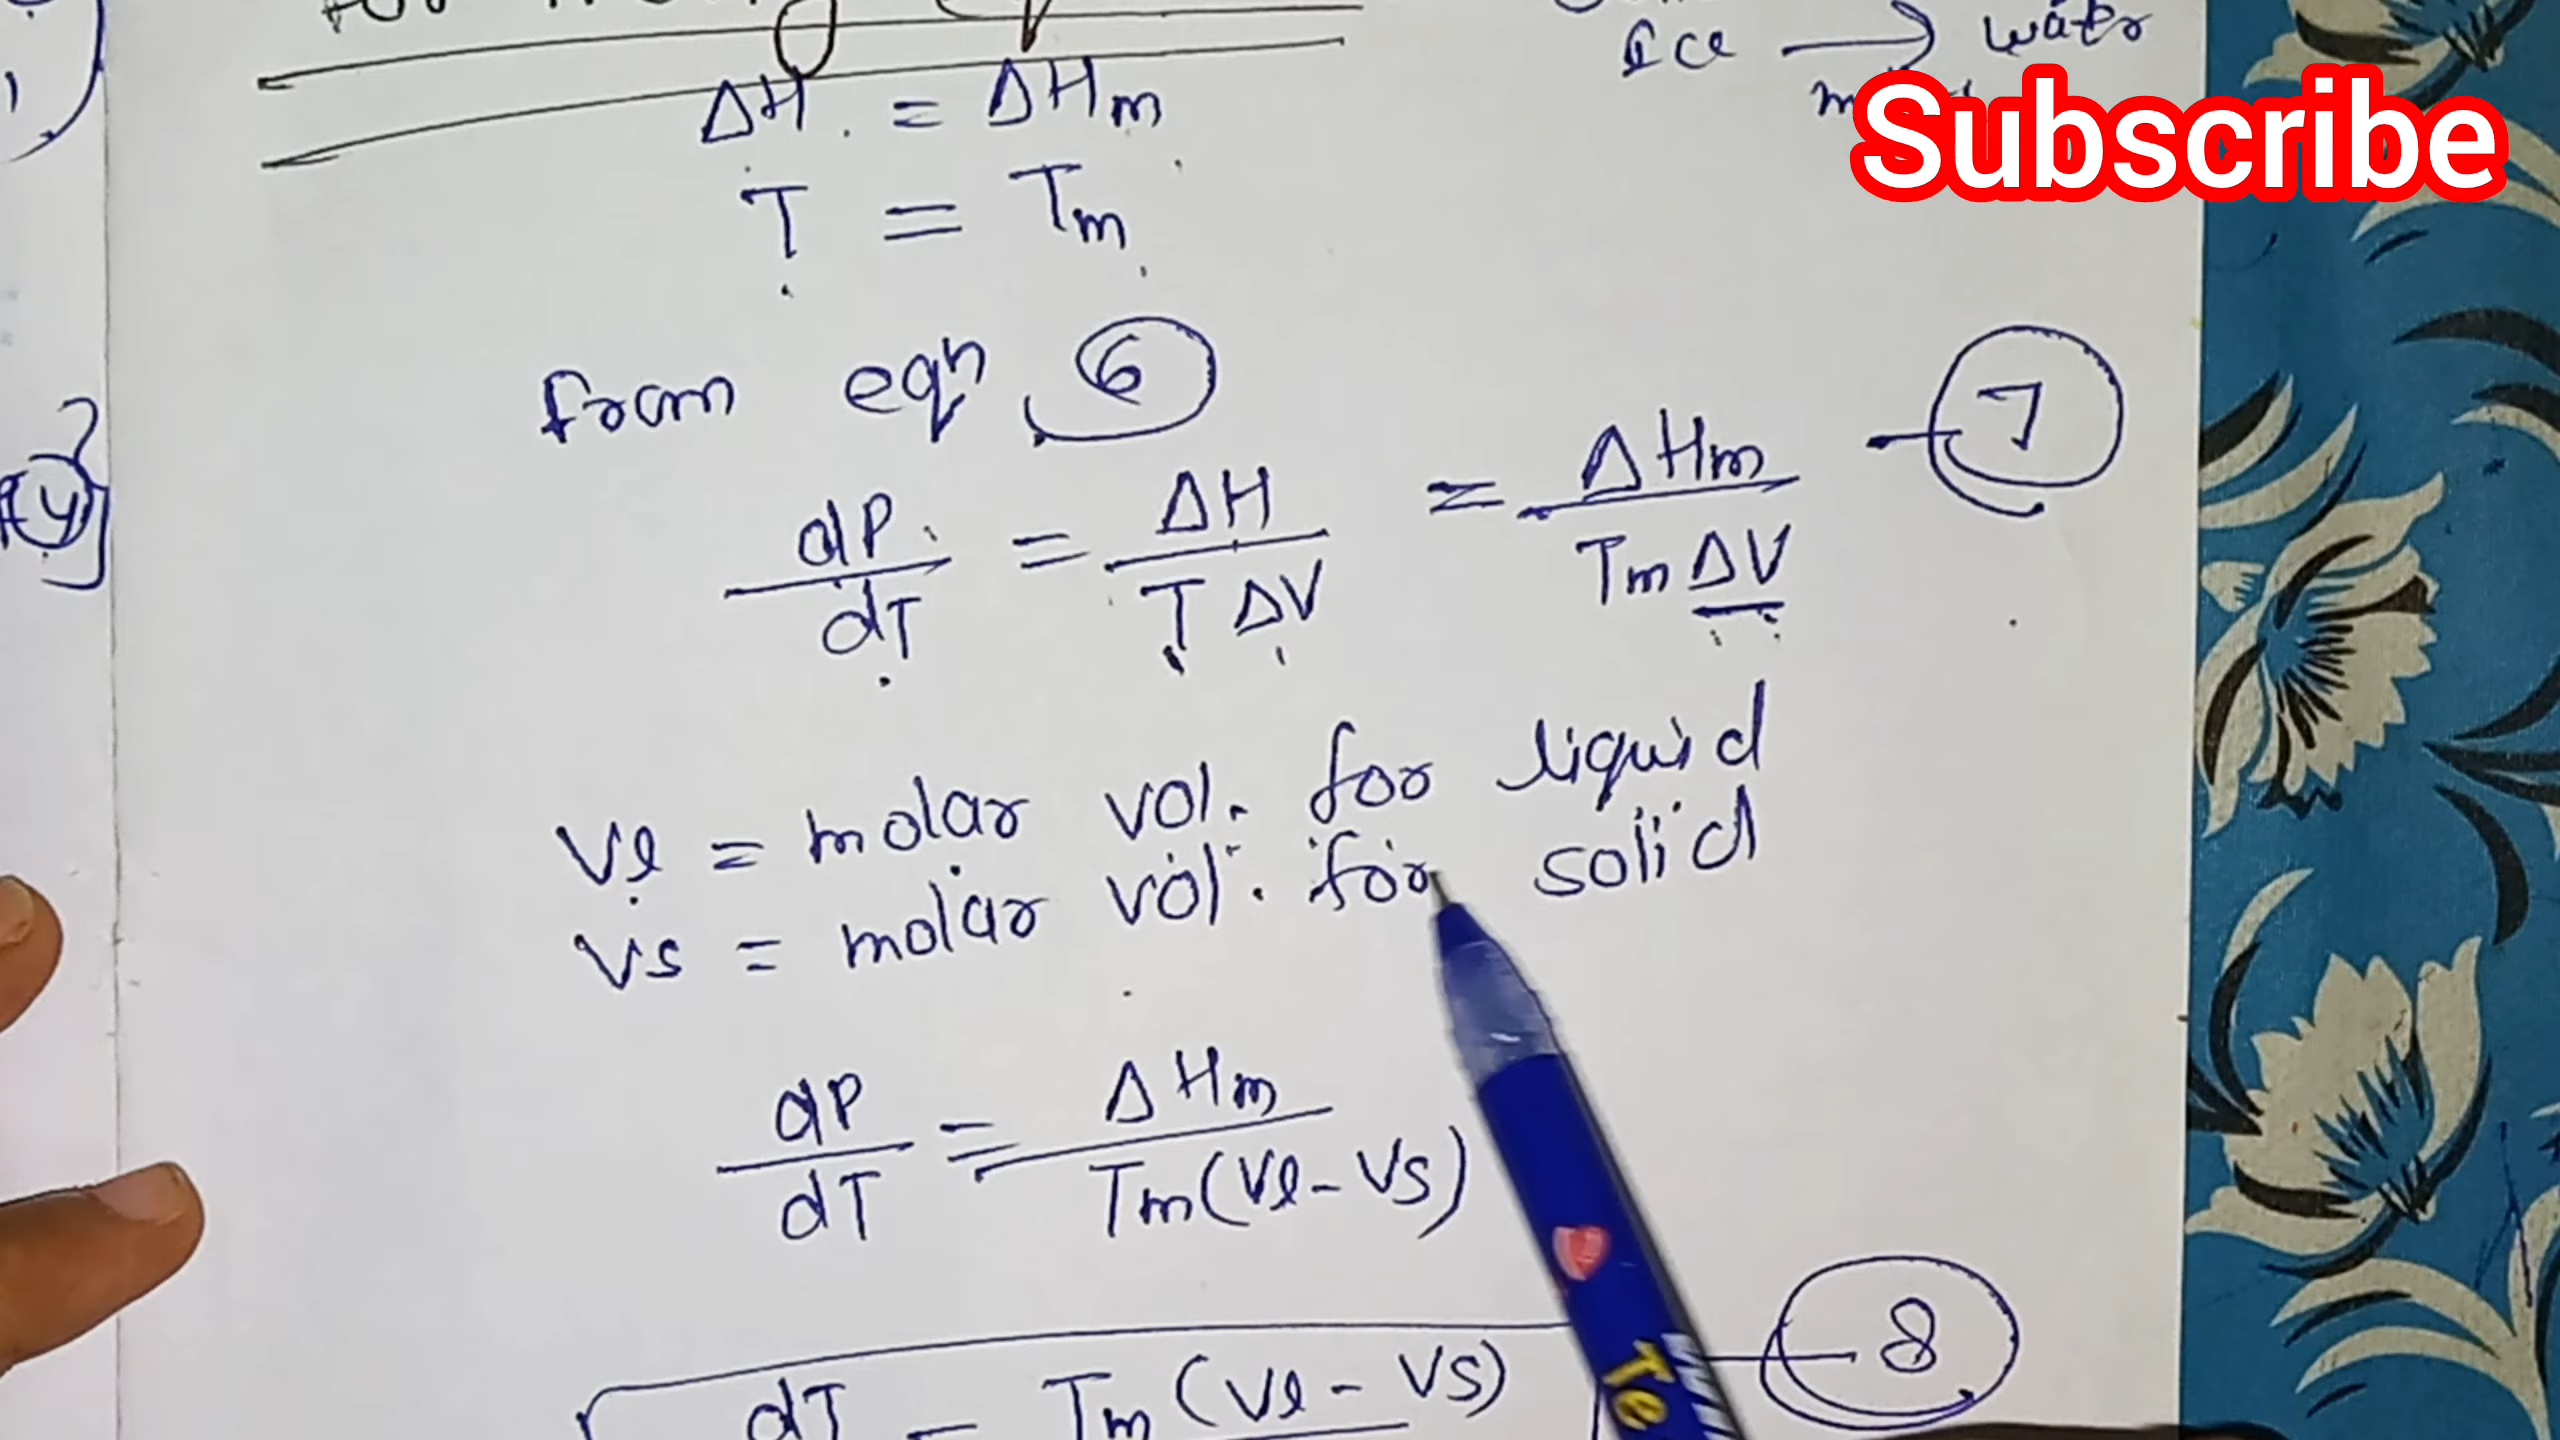 Ice → water
Subscribe
ΔH = ΔHm
T = Tm
from eqn 6
dP/dT = ΔH/TΔV = ΔHm/TmΔV — 7
Vl = molar vol. for liquid
Vs = molar vol. for solid
dP/dT = ΔHm/Tm(Vl - Vs)
dT = Tm (Vl - Vs) — 8